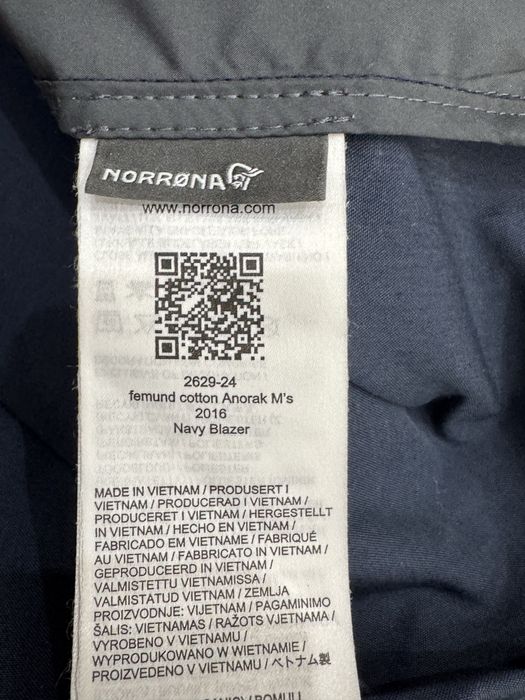 NORRØNA
www.norrona.com
2629-24
femund cotton Anorak M's
2016
Navy Blazer
MADE IN VIETNAM / PRODUSERT I
VIETNAM / PRODUCERAD I VIETNAM /
PRODUCERET I VIETNAM / HERGESTELLT
IN VIETNAM / HECHO EN VIETNAM /
FABRICADO EM VIETNAME / FABRIQUÉ
AU VIETNAM / FABBRICATO IN VIETNAM /
GEPRODUCEERD IN VIETNAM /
VALMISTETTU VIETNAMISSA /
VALMISTATUD VIETNAM / ZEMLJA
PROIZVODNJE: VIJETNAM / PAGAMINIMO
ŠALIS: VIETNAMAS / RAŽOTS VJETNAMA /
VYROBENO V VIETNAMU /
WYPRODUKOWANO W WIETNAMIE /
PROIZVEDENO V VIETNAMU / ベトナム製